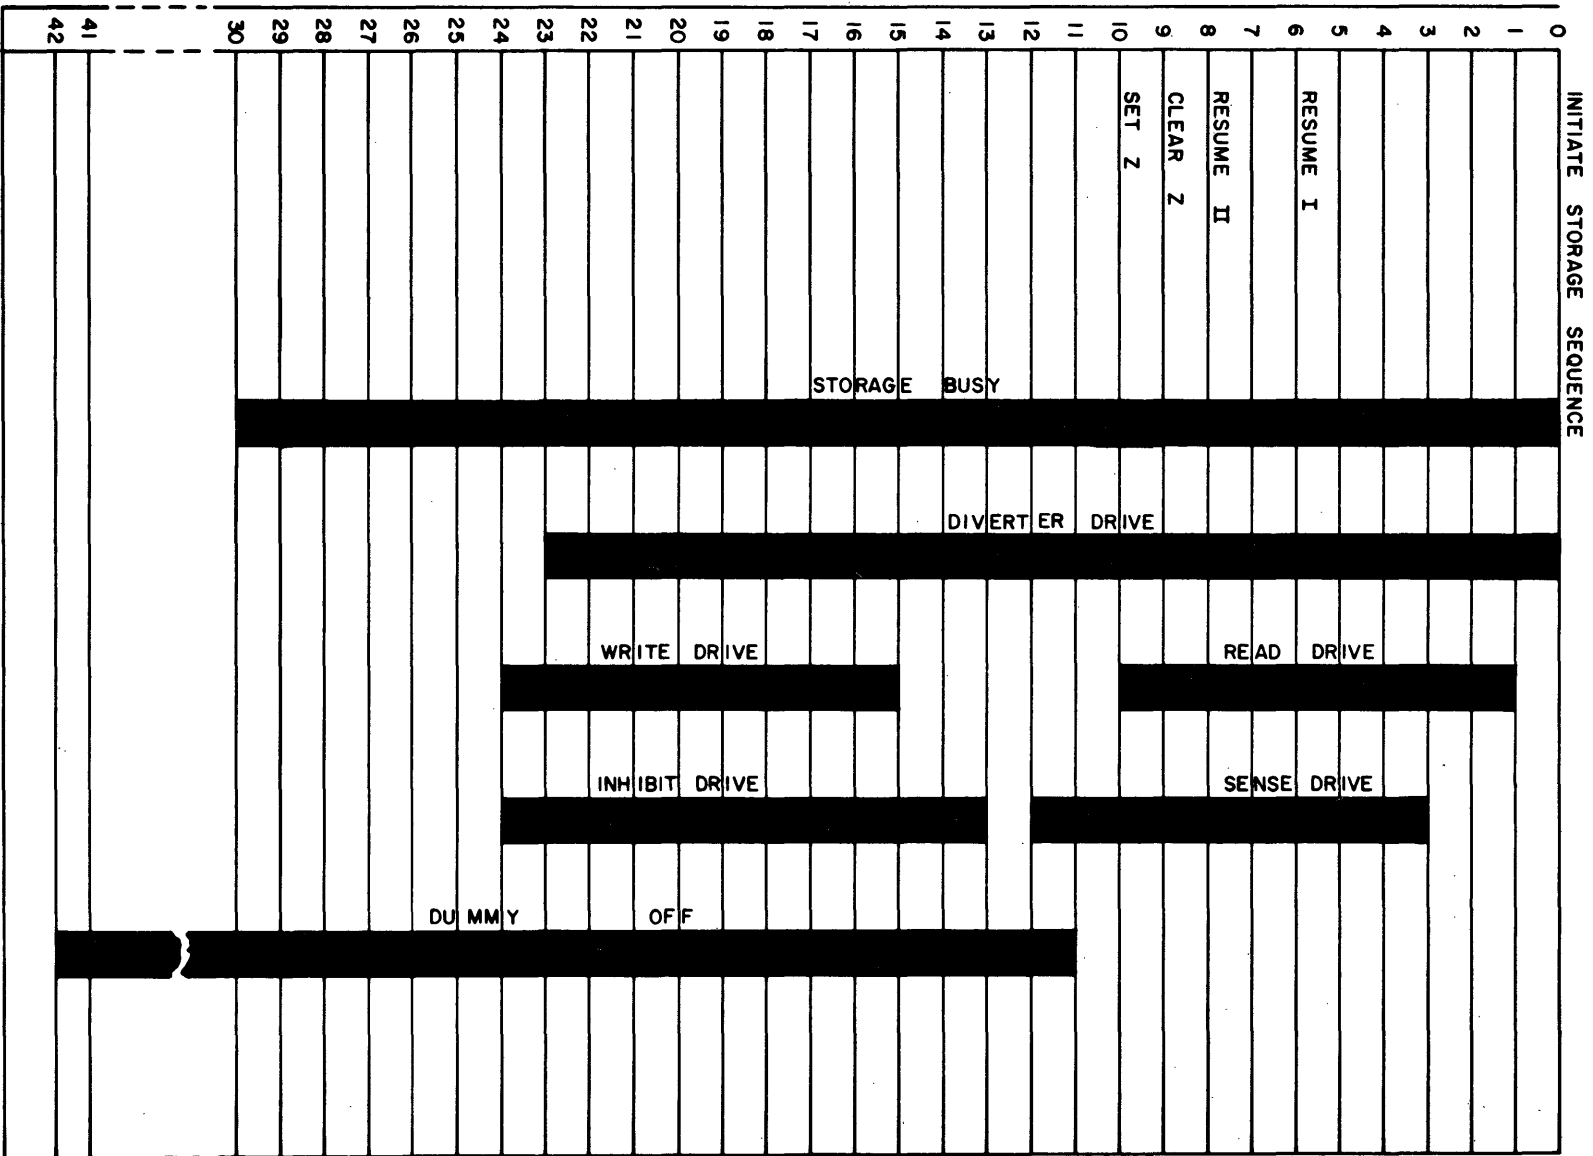 0
1
2
3
4
5
6
7
8
9
10
11
12
13
14
15
16
17
18
19
20
21
22
23
24
25
26
27
28
29
30
41
42
INITIATE STORAGE SEQUENCE
RESUME I
RESUME II
CLEAR Z
SET Z
STORAGE BUSY
DIVERTER DRIVE
WRITE DRIVE
READ DRIVE
INHIBIT DRIVE
SENSE DRIVE
DUMMY OFF